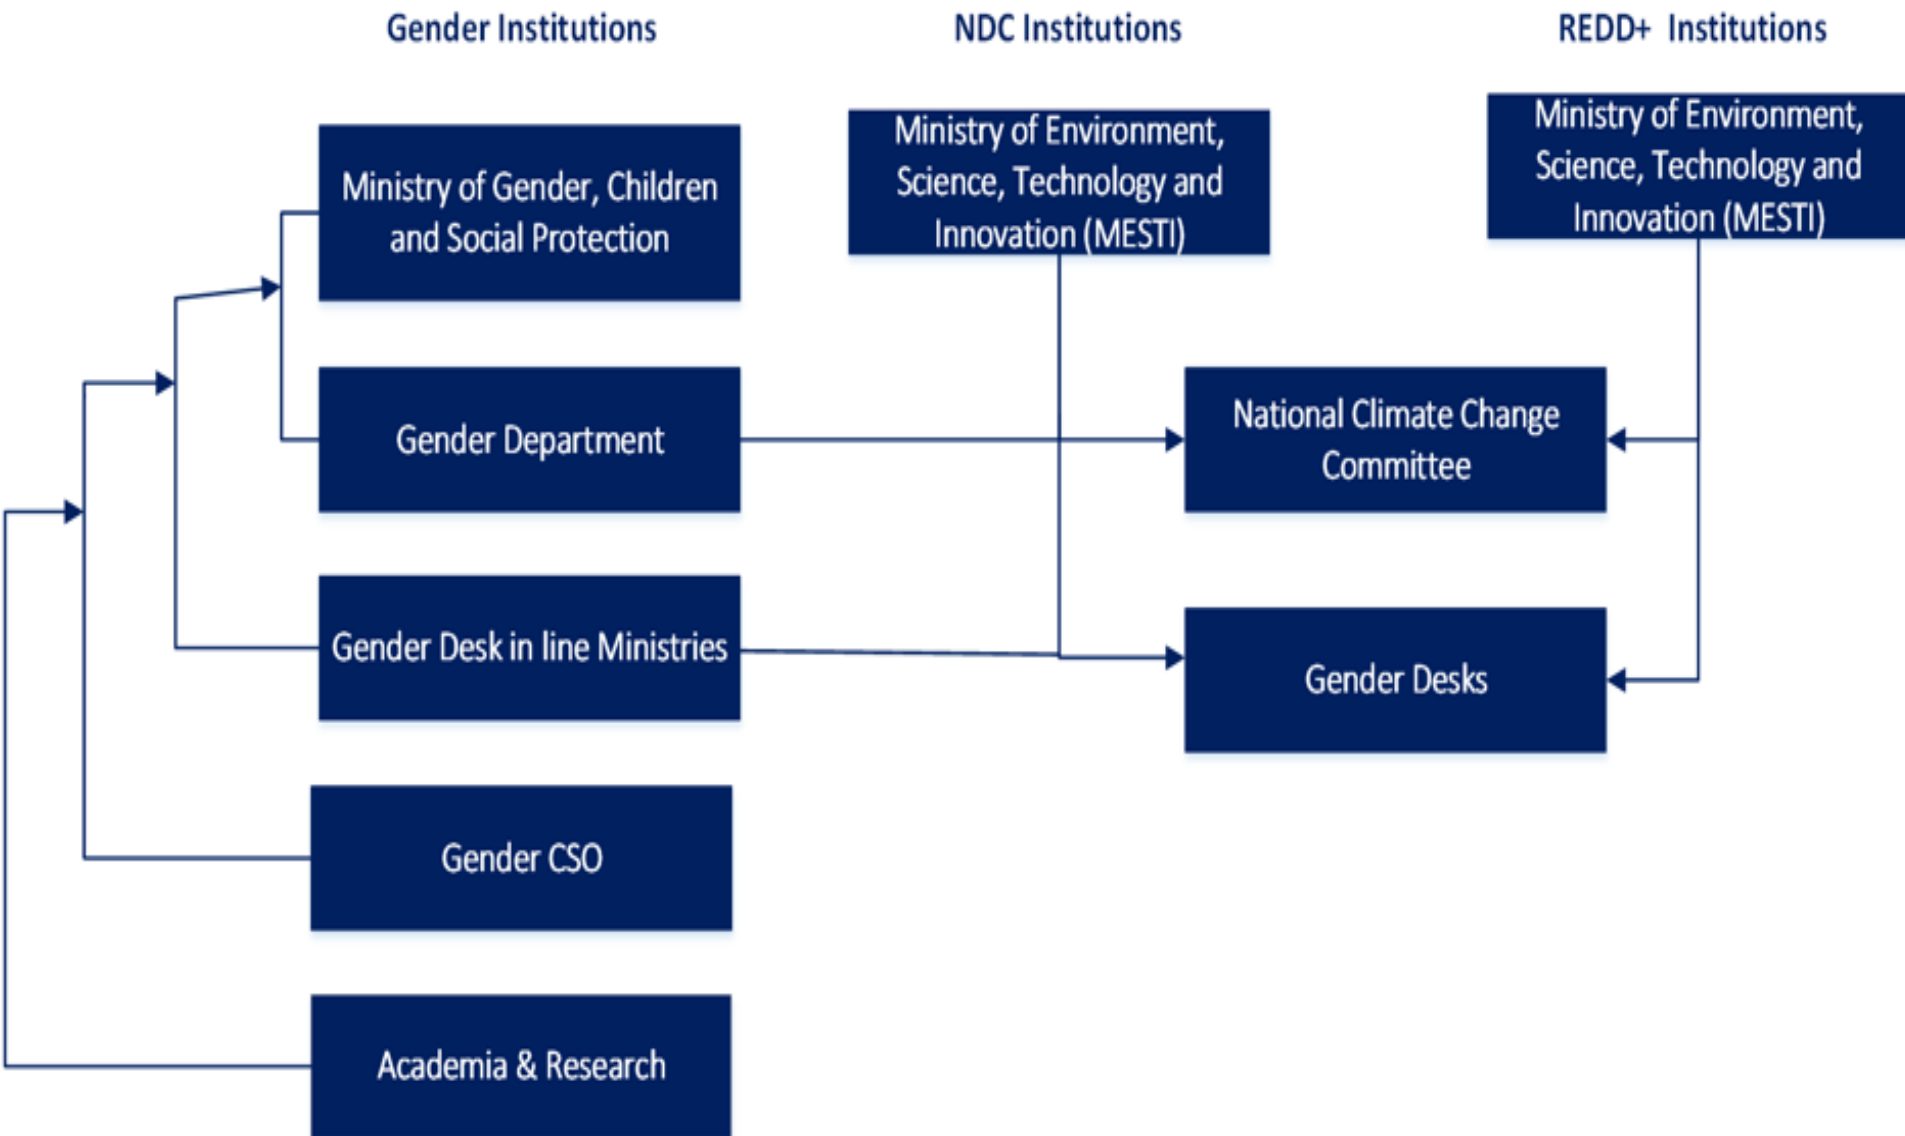 Gender Institutions
NDC Institutions
REDD+ Institutions
Ministry of Gender, Children
and Social Protection
Ministry of Environment,
Science, Technology and
Innovation (MESTI)
Ministry of Environment,
Science, Technology and
Innovation (MESTI)
Gender Department
National Climate Change
Committee
Gender Desk in line Ministries
Gender Desks
Gender CSO
Academia & Research